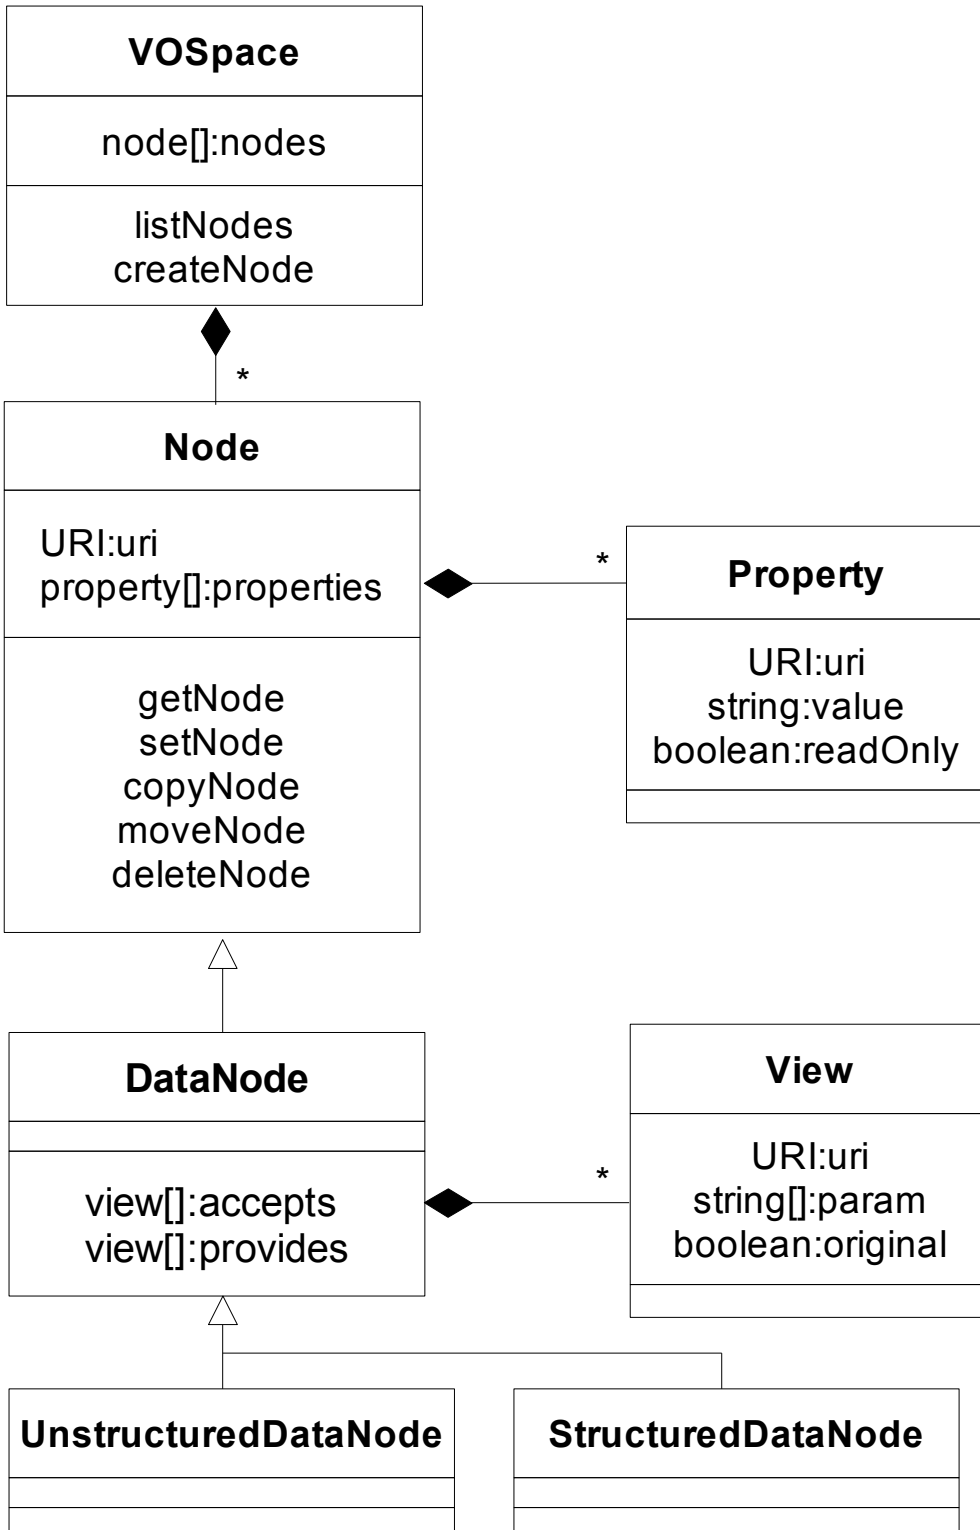 VOSpace
node[]:nodes
listNodes
createNode
*
Node
URI:uri
property[]:properties
getNode
setNode
copyNode
moveNode
deleteNode
*
Property
URI:uri
string:value
boolean:readOnly
DataNode
view[]:accepts
view[]:provides
*
View
URI:uri
string[]:param
boolean:original
UnstructuredDataNode
StructuredDataNode